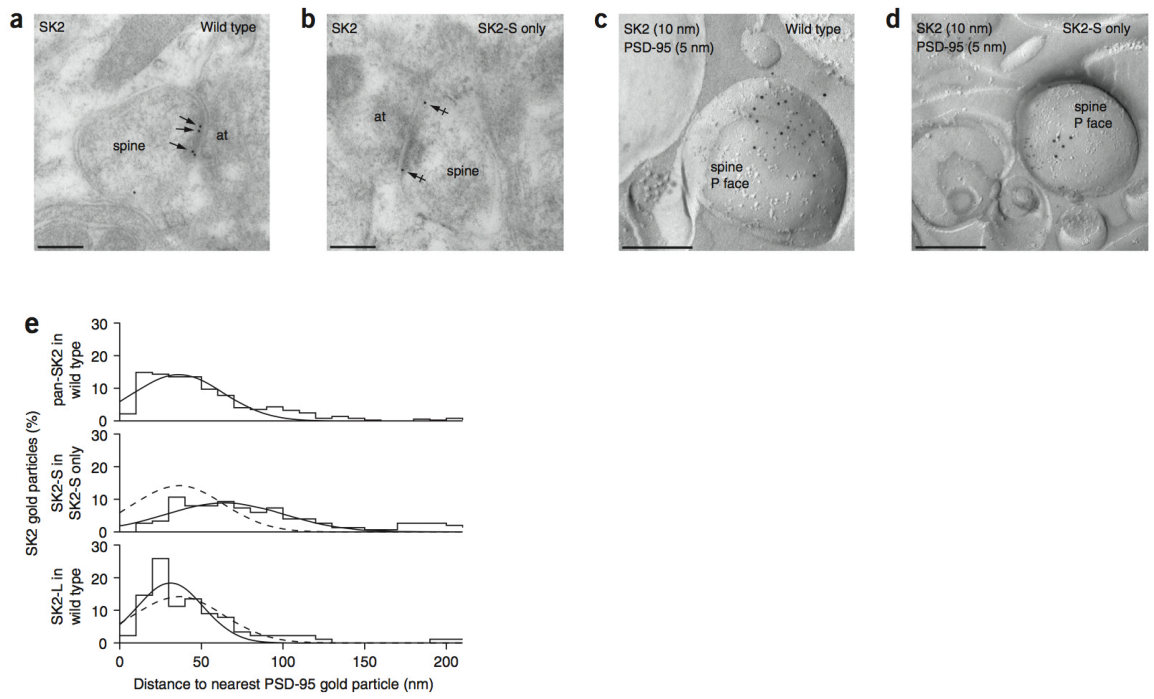 a
SK2
Wild type
spine
at
b
SK2
SK2-S only
at
spine
c
SK2 (10 nm)
PSD-95 (5 nm)
Wild type
spine
P face
d
SK2 (10 nm)
PSD-95 (5 nm)
SK2-S only
spine
P face
e
SK2 gold particles (%)
pan-SK2 in
wild type
30
20
10
0
SK2-S in
SK2-S only
30
20
10
0
SK2-L in
wild type
30
20
10
0
0 50 100 150 200
Distance to nearest PSD-95 gold particle (nm)